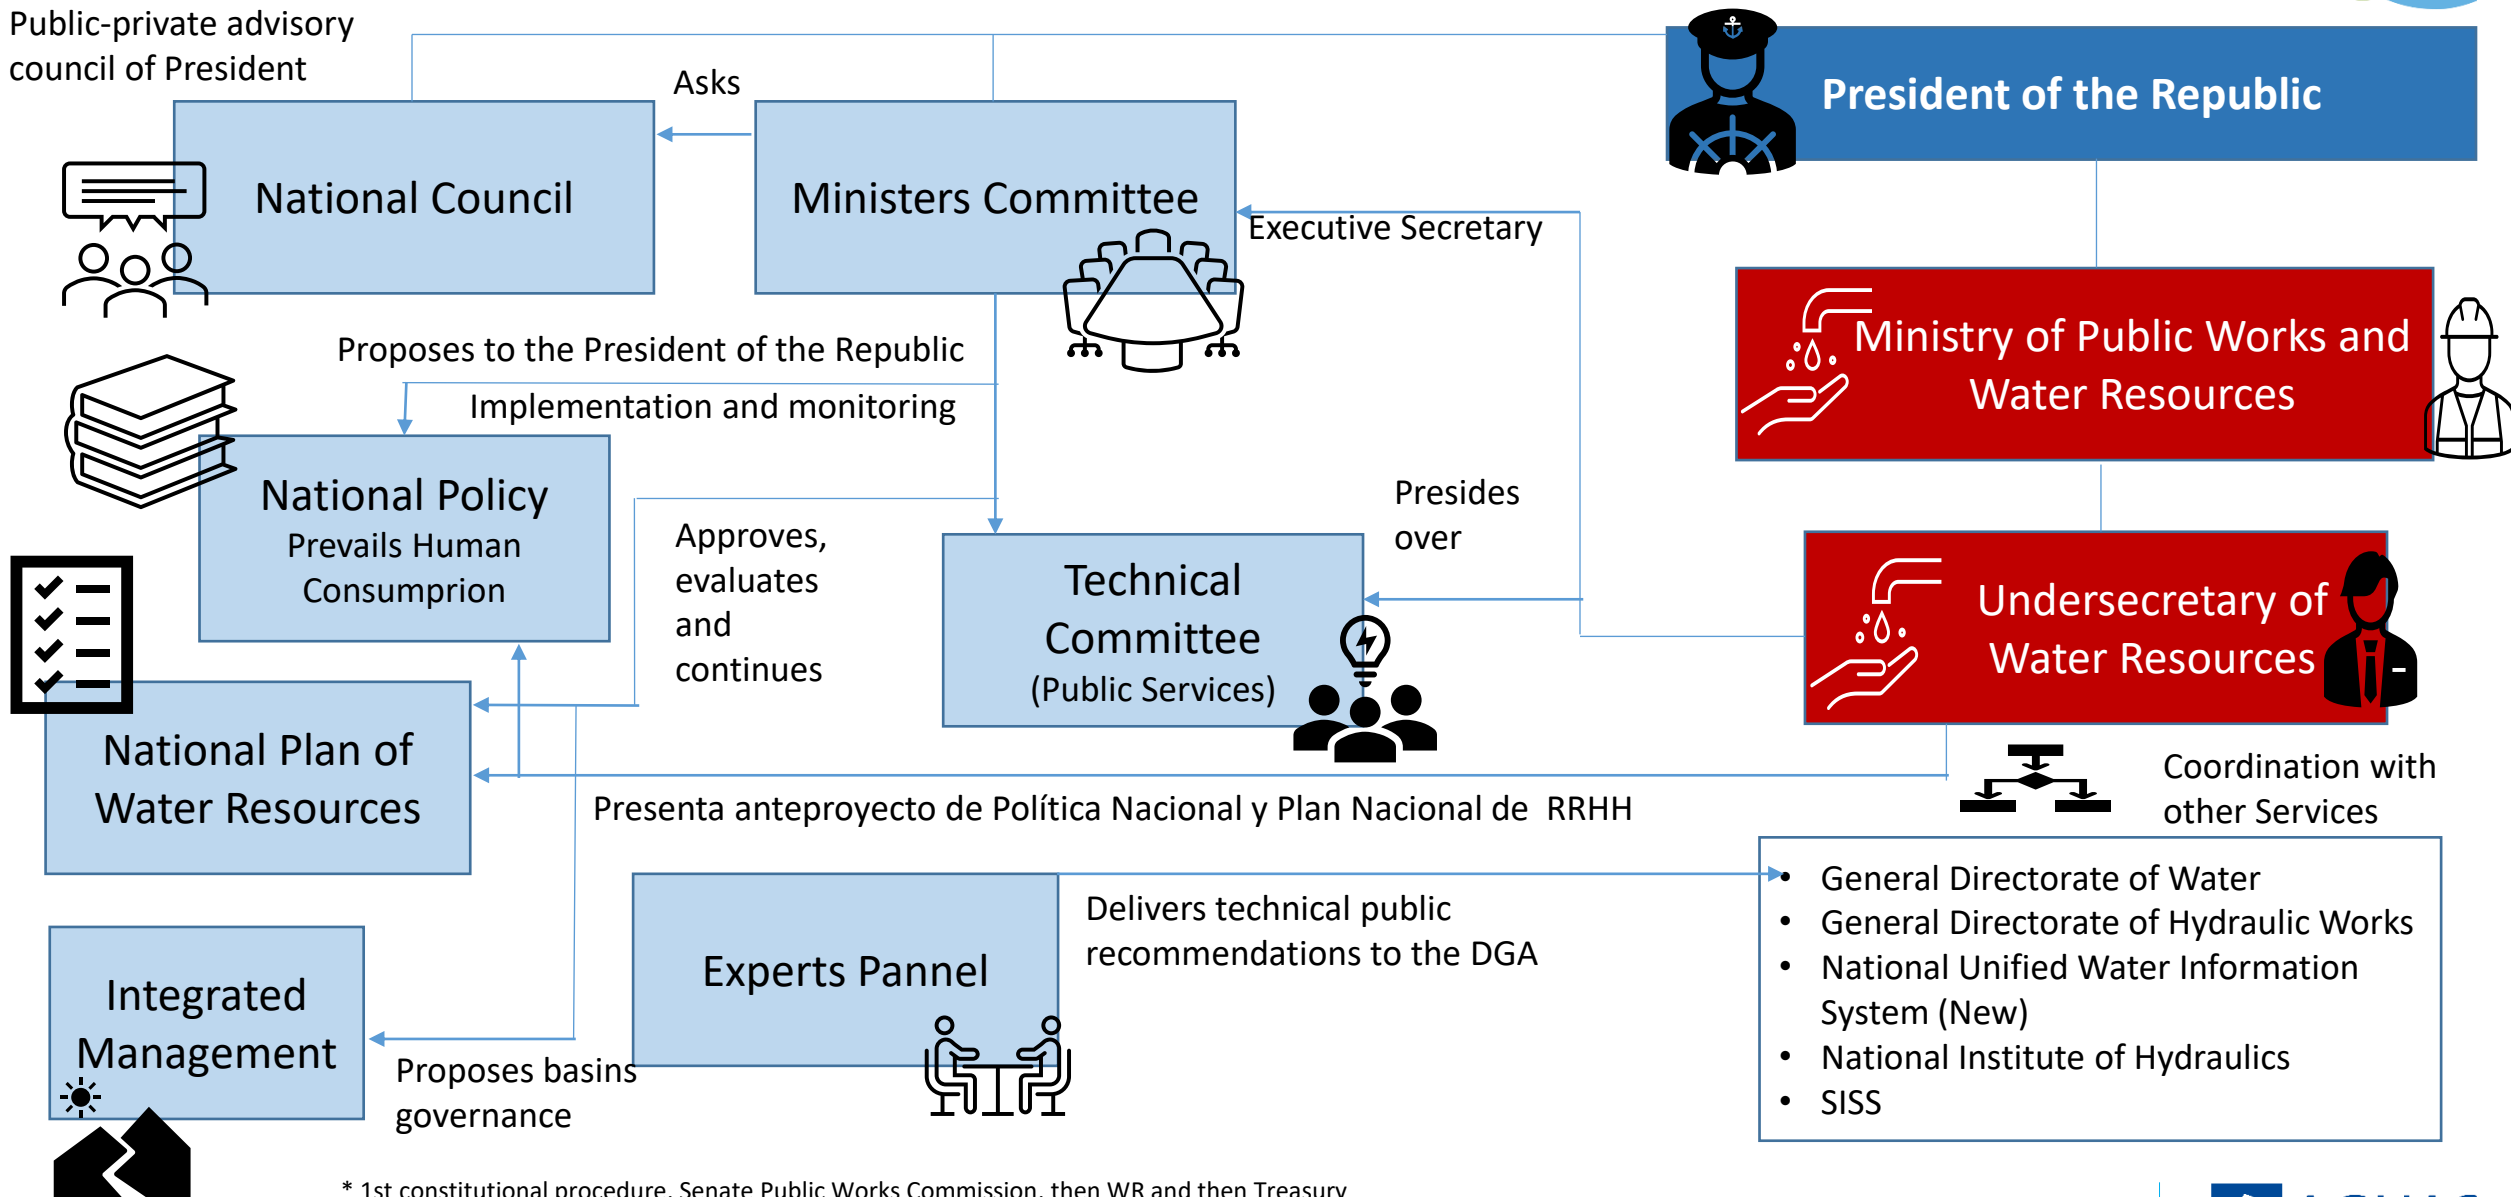 Public-private advisory
council of President
Asks
President of the Republic
National Council
Ministers Committee
Executive Secretary
Ministry of Public Works and
Water Resources
Proposes to the President of the Republic
Implementation and monitoring
National Policy
Prevails Human
Consumprion
Approves,
evaluates
and
continues
Presides
over
Technical
Committee
(Public Services)
Undersecretary of
Water Resources
National Plan of
Water Resources
Presenta anteproyecto de Política Nacional y Plan Nacional de RRHH
Coordination with
other Services
Experts Pannel
Delivers technical public
recommendations to the DGA
• General Directorate of Water
• General Directorate of Hydraulic Works
• National Unified Water Information
System (New)
• National Institute of Hydraulics
• SISS
Integrated
Management
Proposes basins
governance
* 1st constitutional procedure, Senate Public Works Commission, then WR and then Treasury